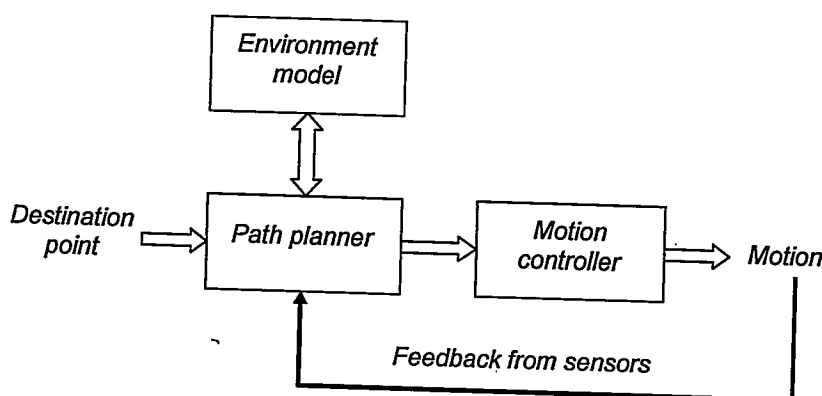 Environment
model
Destination
point
Path planner
Motion
controller
Motion
Feedback from sensors